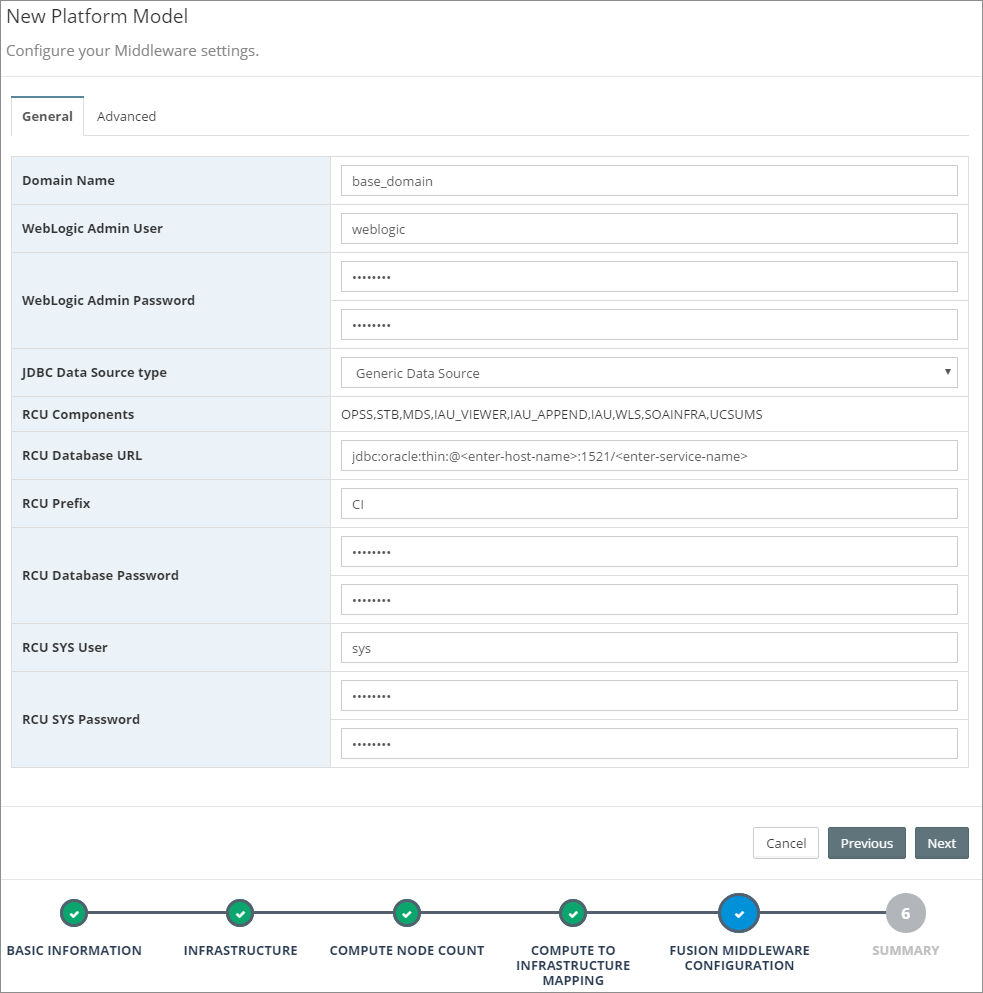 New Platform Model
Configure your Middleware settings.
General
Advanced
Domain Name
base_domain
WebLogic Admin User
weblogic
WebLogic Admin Password
••••••••
••••••••
JDBC Data Source type
Generic Data Source
RCU Components
OPSS,STB,MDS,IAU_VIEWER,IAU_APPEND,IAU,WLS,SOAINFRA,UCSUMS
RCU Database URL
jdbc:oracle:thin:@<enter-host-name>:1521/<enter-service-name>
RCU Prefix
CI
RCU Database Password
••••••••
••••••••
RCU SYS User
sys
RCU SYS Password
••••••••
••••••••
Cancel
Previous
Next
6
BASIC INFORMATION
INFRASTRUCTURE
COMPUTE NODE COUNT
COMPUTE TO
INFRASTRUCTURE
MAPPING
FUSION MIDDLEWARE
CONFIGURATION
SUMMARY